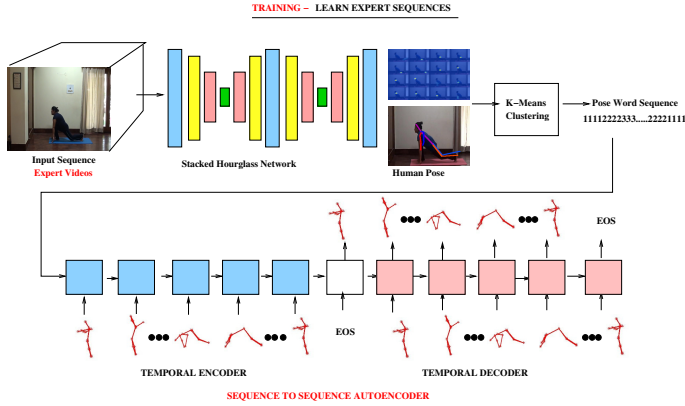 TRAINING – LEARN EXPERT SEQUENCES
K–Means
Clustering
Pose Word Sequence
11112222333.....22221111
Input Sequence
Expert Videos
Stacked Hourglass Network
Human Pose
EOS
EOS
TEMPORAL ENCODER
TEMPORAL DECODER
SEQUENCE TO SEQUENCE AUTOENCODER